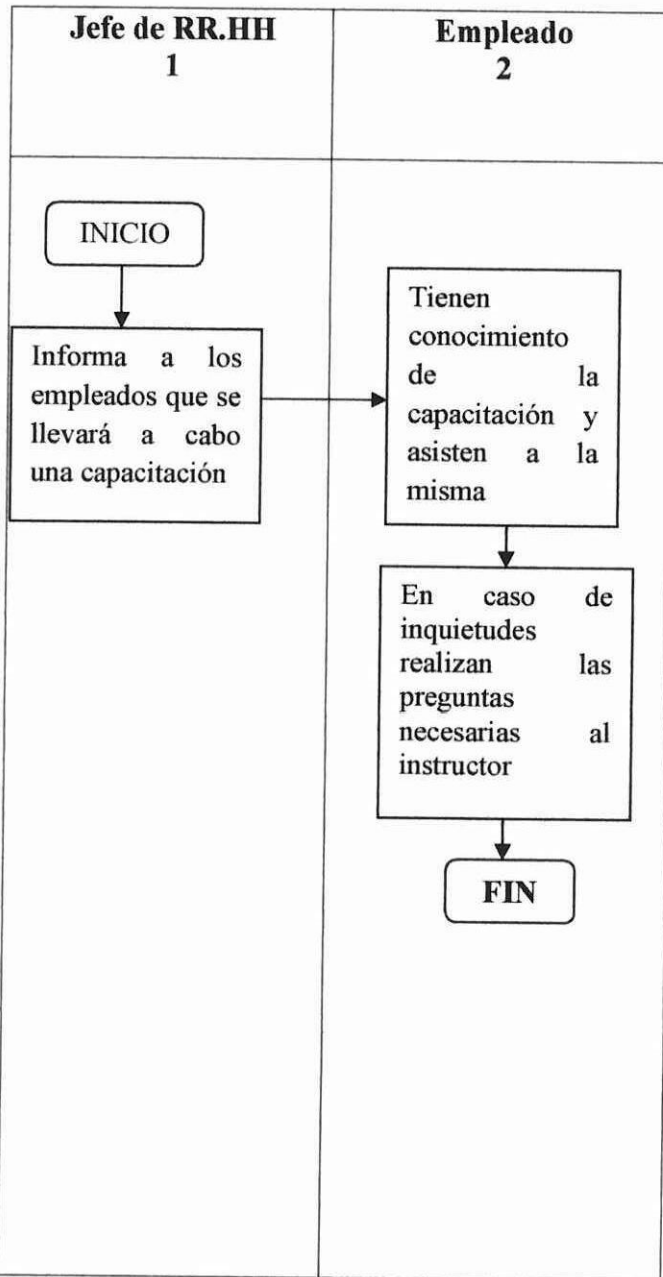 Jefe de RR.HH
1
Empleado
2
INICIO
Informa a los
empleados que se
llevará a cabo
una capacitación
Tienen
conocimiento
de la
capacitación y
asisten a la
misma
En caso de
inquietudes
realizan las
preguntas
necesarias al
instructor
FIN